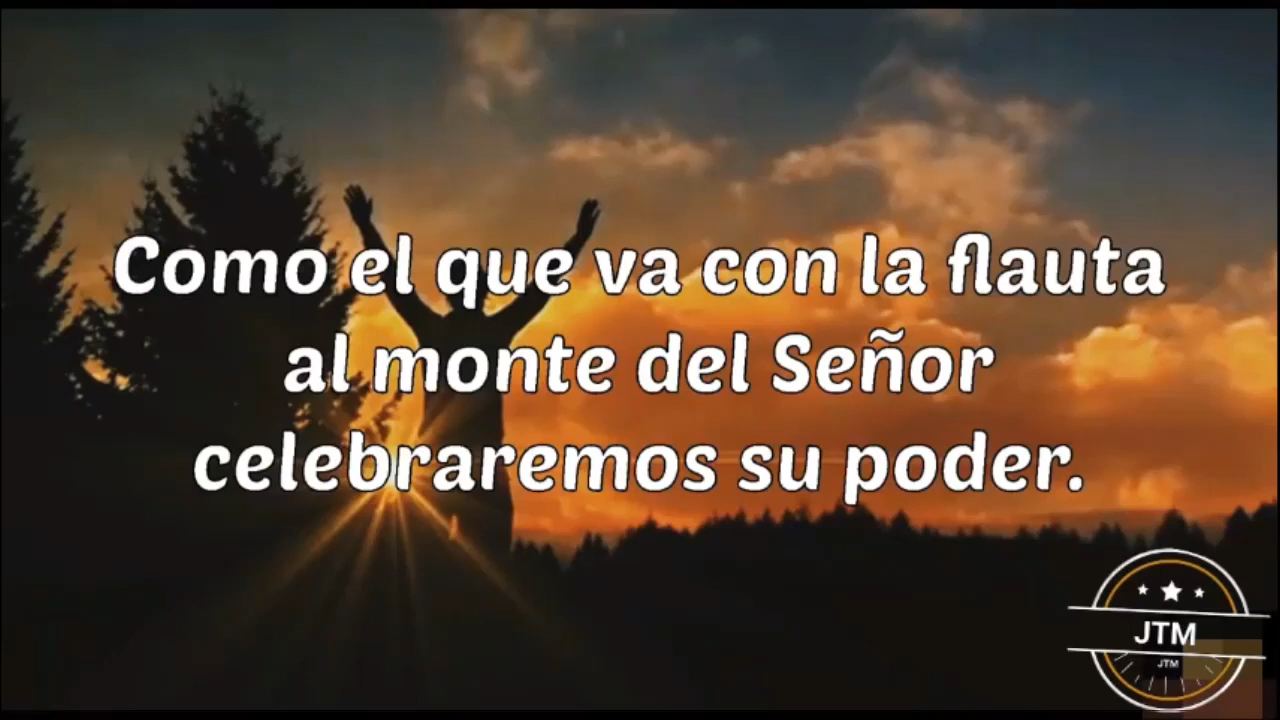 Como el que va con la flauta
al monte del Señor
celebraremos su poder.
JTM
JTM